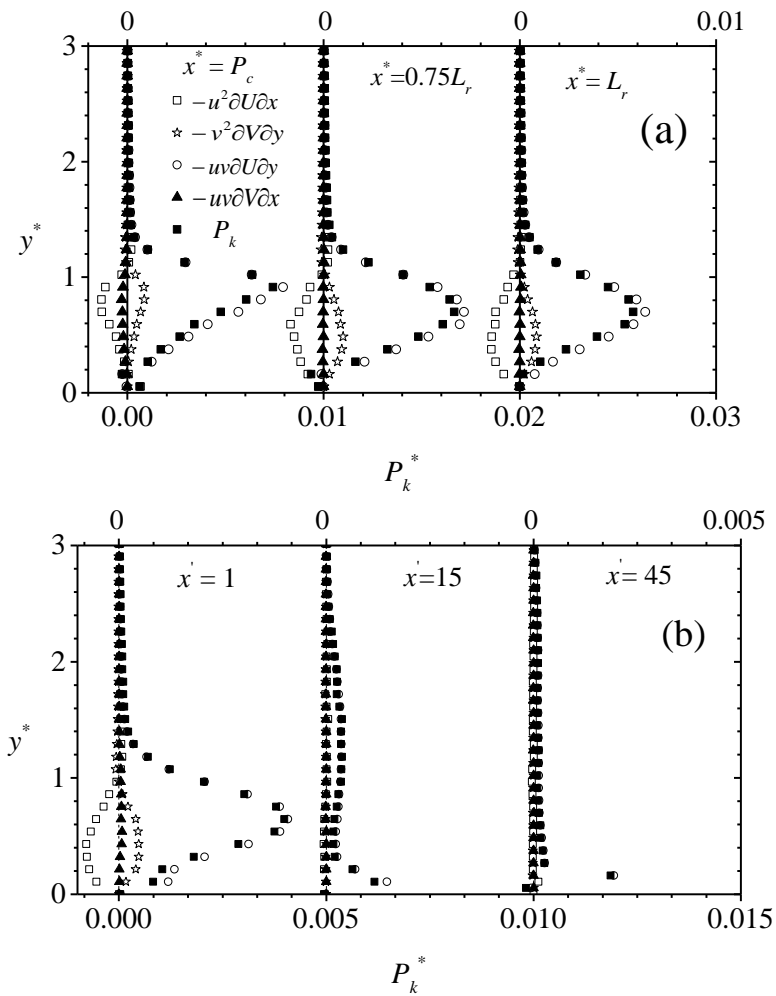 0 0 0 0.01
3
x* = P_c x*=0.75L_r x*=L_r
−u²∂U∂x
(a)
−v²∂V∂y
2
−uv∂U∂y
−uv∂V∂x
P_k
y*
1
0
0.00 0.01 0.02 0.03
P_k*
0 0 0 0.005
3
x' = 1 x'=15 x'= 45
(b)
2
y*
1
0
0.000 0.005 0.010 0.015
P_k*